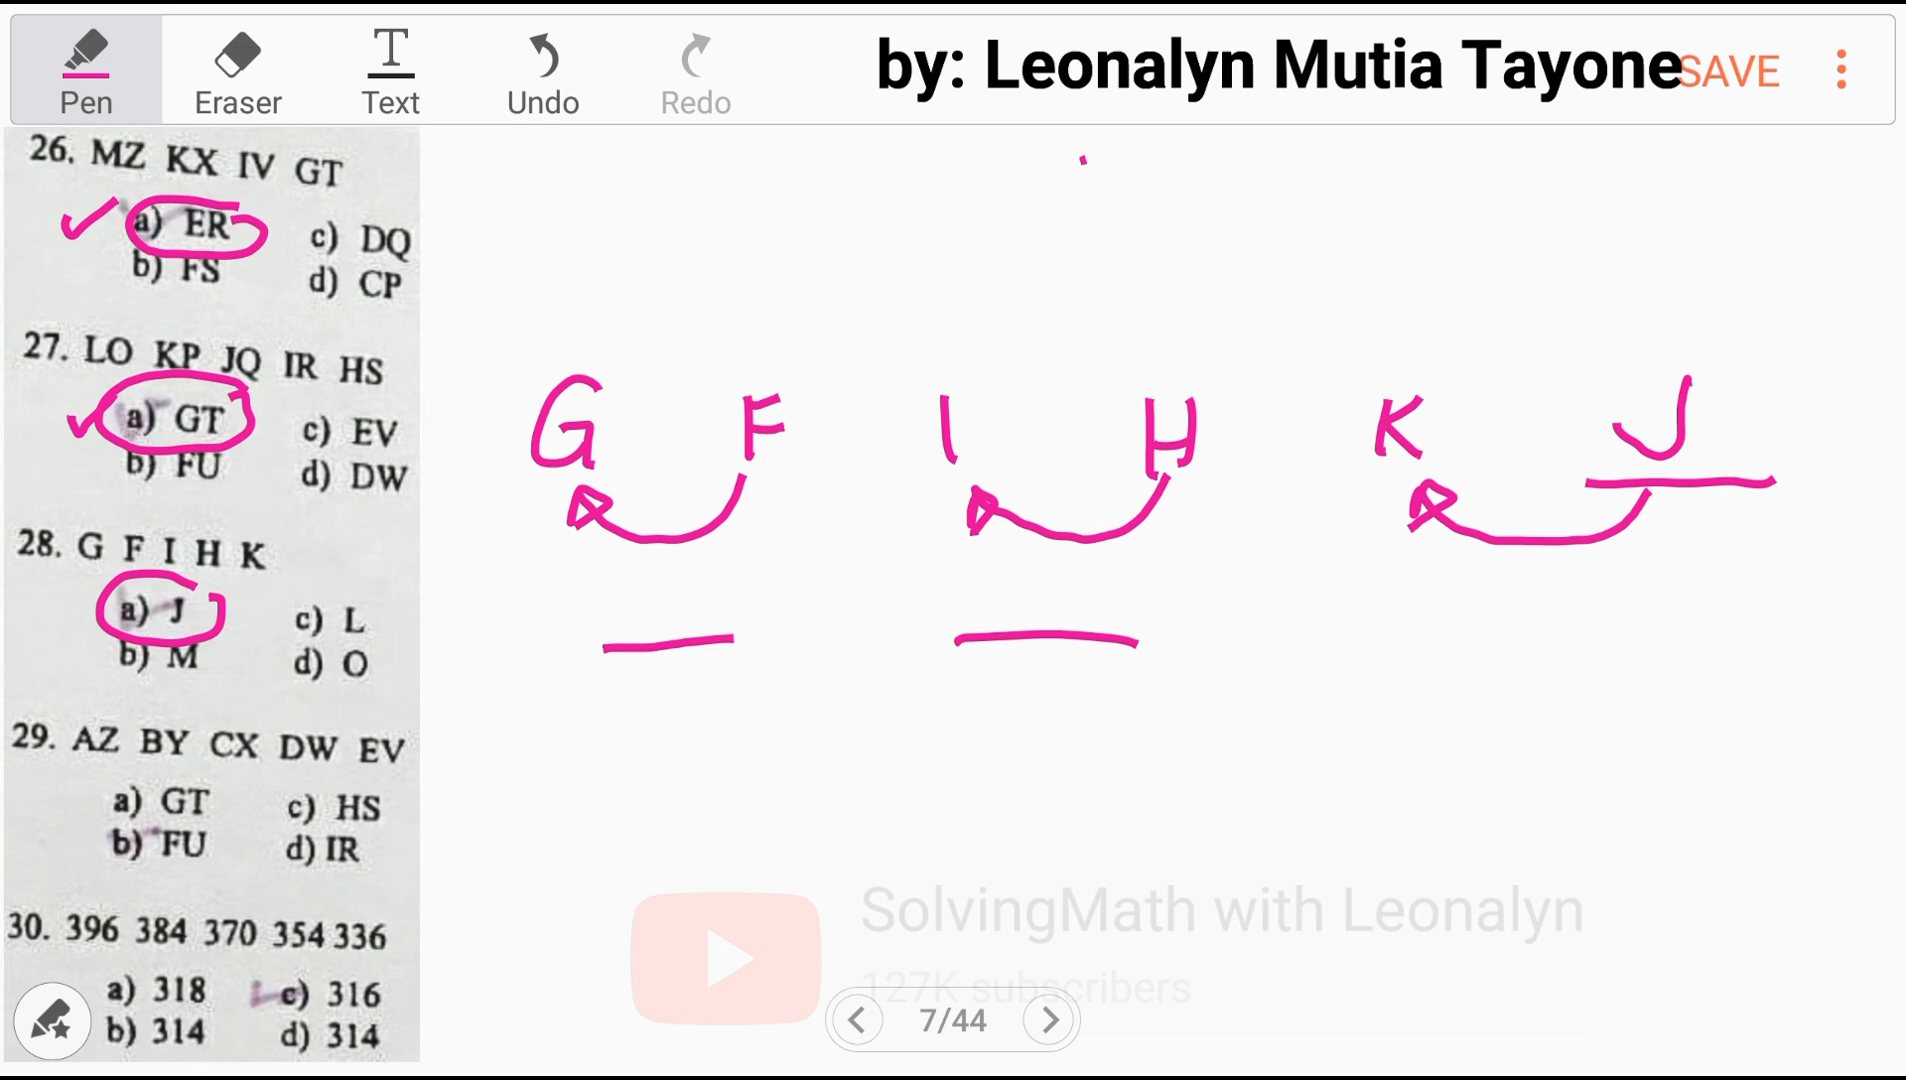 Pen Eraser Text Undo Redo by: Leonalyn Mutia Tayone SAVE
26. MZ KX IV GT
a) ER c) DQ
b) FS d) CP
27. LO KP JQ IR HS
a) GT c) EV
b) FU d) DW
28. G F I H K
a) J c) L
b) M d) O
29. AZ BY CX DW EV
a) GT c) HS
b) FU d) IR
30. 396 384 370 354 336
a) 318 c) 316
b) 314 d) 314
G F I H K J
SolvingMath with Leonalyn
127K subscribers
7/44